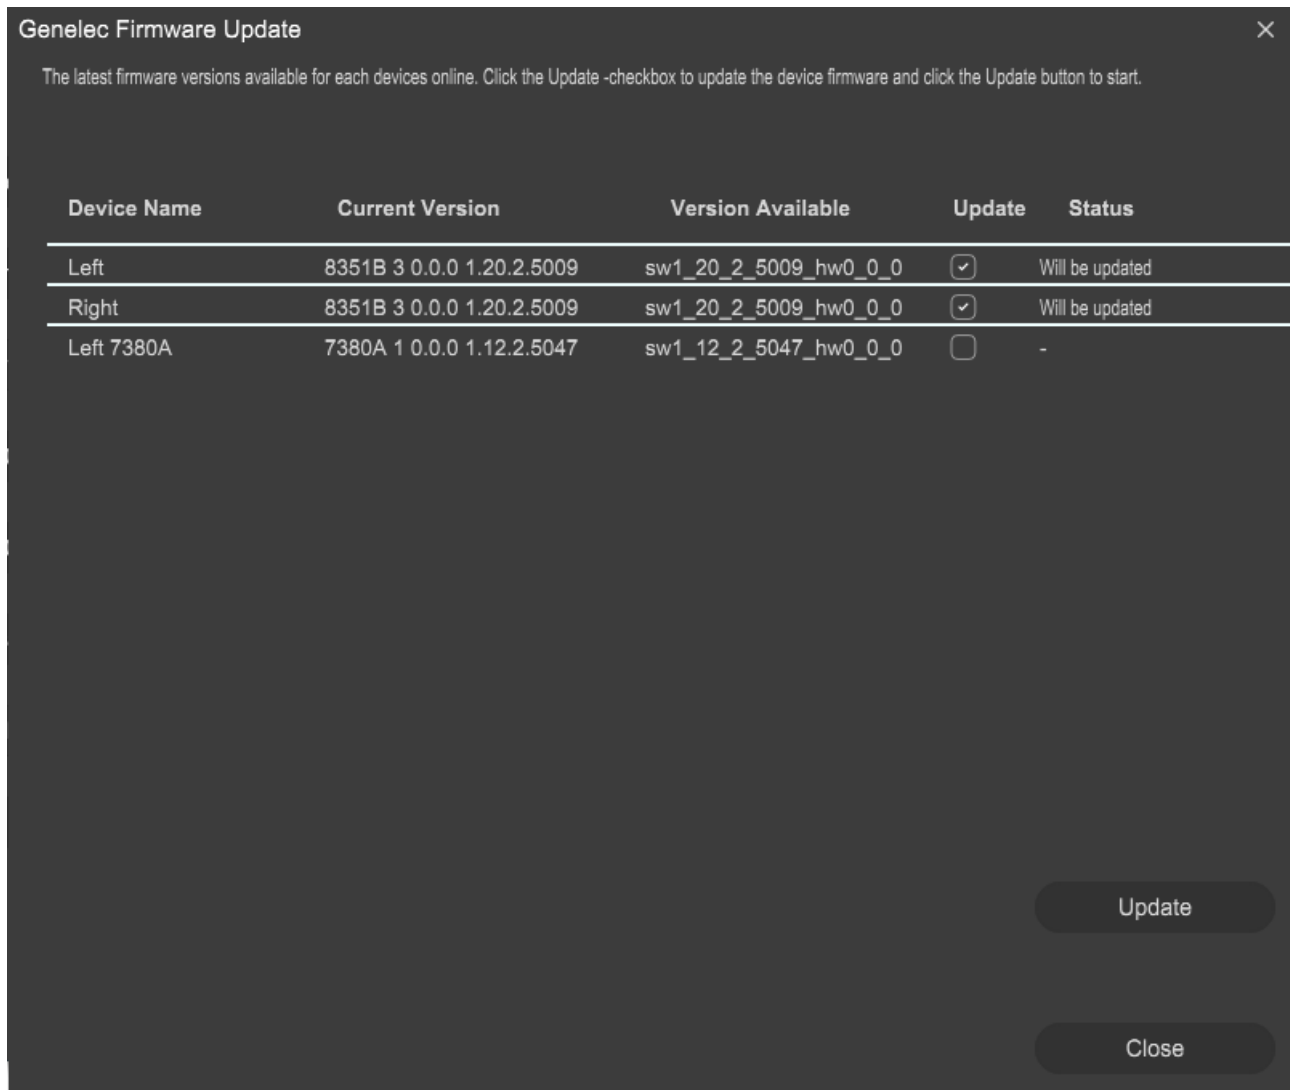 Genelec Firmware Update
The latest firmware versions available for each devices online. Click the Update -checkbox to update the device firmware and click the Update button to start.
Device Name Current Version Version Available Update Status
Left 8351B 3 0.0.0 1.20.2.5009 sw1_20_2_5009_hw0_0_0 Will be updated
Right 8351B 3 0.0.0 1.20.2.5009 sw1_20_2_5009_hw0_0_0 Will be updated
Left 7380A 7380A 1 0.0.0 1.12.2.5047 sw1_12_2_5047_hw0_0_0 -
Update
Close